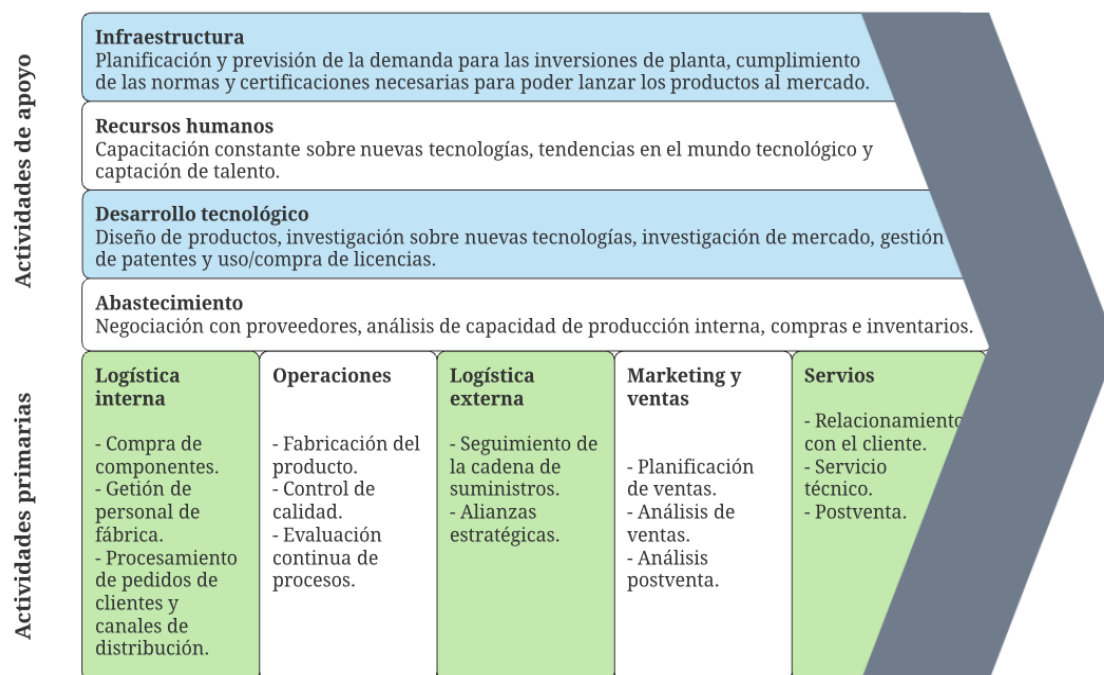 Actividades de apoyo
Infraestructura
Planificación y previsión de la demanda para las inversiones de planta, cumplimiento
de las normas y certificaciones necesarias para poder lanzar los productos al mercado.
Recursos humanos
Capacitación constante sobre nuevas tecnologías, tendencias en el mundo tecnológico y
captación de talento.
Desarrollo tecnológico
Diseño de productos, investigación sobre nuevas tecnologías, investigación de mercado, gestión
de patentes y uso/compra de licencias.
Abastecimiento
Negociación con proveedores, análisis de capacidad de producción interna, compras e inventarios.
Actividades primarias
Logística
interna
- Compra de
componentes.
- Getión de
personal de
fábrica.
- Procesamiento
de pedidos de
clientes y
canales de
distribución.
Operaciones
- Fabricación del
producto.
- Control de
calidad.
- Evaluación
continua de
procesos.
Logística
externa
- Seguimiento de
la cadena de
suministros.
- Alianzas
estratégicas.
Marketing y
ventas
- Planificación
de ventas.
- Análisis de
ventas.
- Análisis
postventa.
Servios
- Relacionamiento
con el cliente.
- Servicio
técnico.
- Postventa.